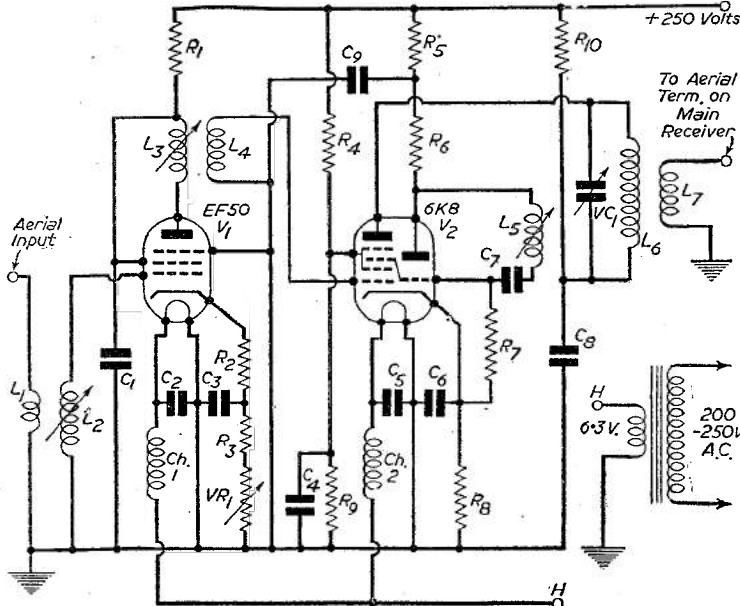 +250 Volts
R1
C9
R5
R10
To Aerial
Term. on
Main
Receiver
L3
L4
R4
R6
VC1
L7
L6
Aerial
Input
EF50
V1
6K8
V2
L5
C7
C1
R2
R7
C8
L1
L2
C2
C3
C5
C6
H
6·3V.
200
-250V
A.C.
R3
Ch.
1
VR1
C4
R9
Ch.
2
R8
H